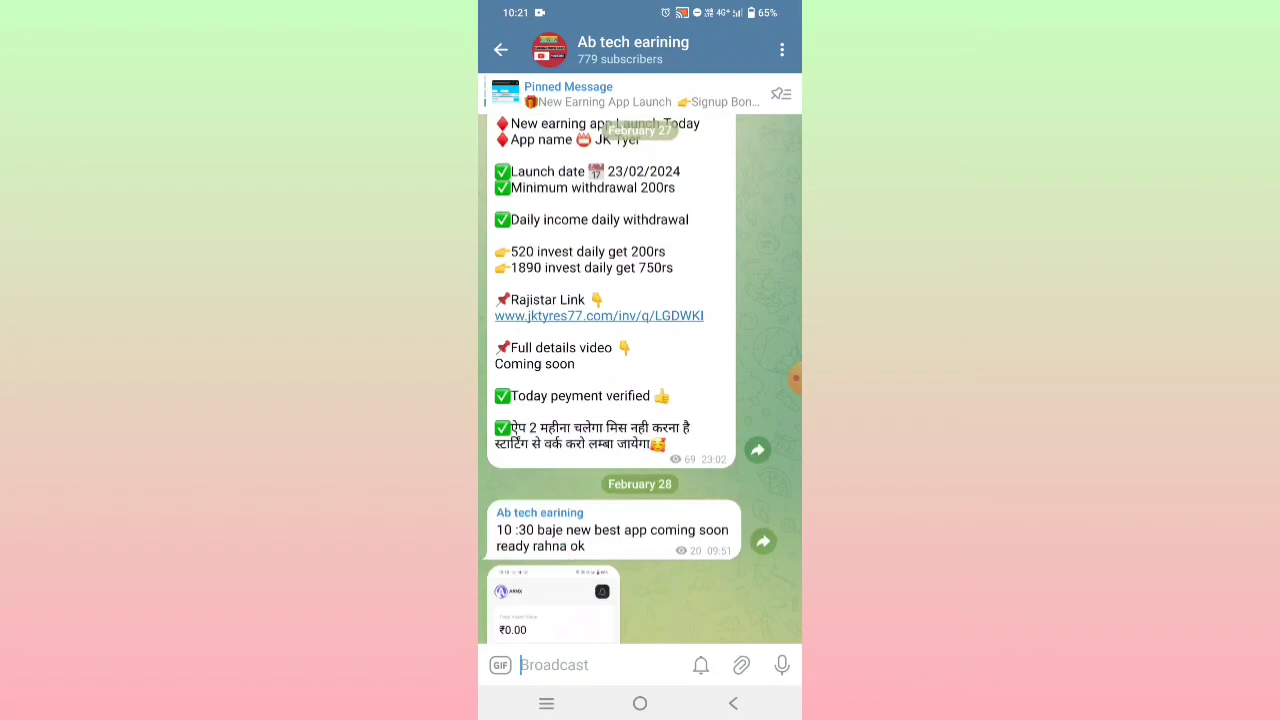 10:21 4G+ 65%
Ab tech earining
779 subscribers
Pinned Message
🎁New Earning App Launch 👉Signup Bon...
♦️New earning app Launch Today
February 27
♦️App name 📛 JK Tyer
✅Launch date 📅 23/02/2024
✅Minimum withdrawal 200rs
✅Daily income daily withdrawal
👉520 invest daily get 200rs
👉1890 invest daily get 750rs
📌Rajistar Link 👇
www.jktyres77.com/inv/q/LGDWKI
📌Full details video 👇
Coming soon
✅Today peyment verified 👍
✅ऐप 2 महीना चलेगा मिस नही करना है
स्टार्टिंग से वर्क करो लम्बा जायेगा🥰
69 23:02
February 28
Ab tech earining
10 :30 baje new best app coming soon
ready rahna ok
20 09:51
ARMX
Total Asset Value
₹0.00
GIF Broadcast